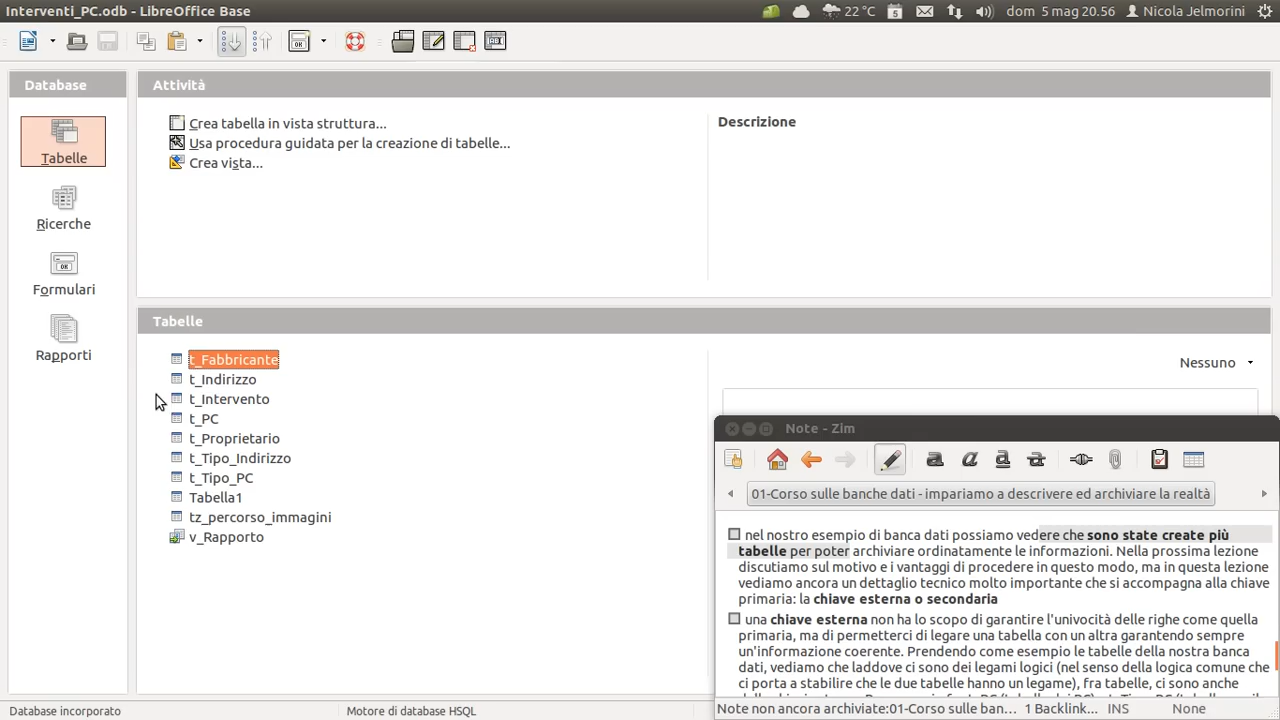 Interventi_PC.odb - LibreOffice Base
22 °C
5
dom 5 mag 20.56
Nicola Jelmorini
Database
Tabelle
Ricerche
Formulari
Rapporti
Attività
Crea tabella in vista struttura...
Usa procedura guidata per la creazione di tabelle...
Crea vista...
Descrizione
Tabelle
t_Fabbricante
t_Indirizzo
t_Intervento
t_PC
t_Proprietario
t_Tipo_Indirizzo
t_Tipo_PC
Tabella1
tz_percorso_immagini
v_Rapporto
Nessuno
Note - Zim
01-Corso sulle banche dati - impariamo a descrivere ed archiviare la realtà
nel nostro esempio di banca dati possiamo vedere che sono state create più
tabelle per poter archiviare ordinatamente le informazioni. Nella prossima lezione
discutiamo sul motivo e i vantaggi di procedere in questo modo, ma in questa lezione
vediamo ancora un dettaglio tecnico molto importante che si accompagna alla chiave
primaria: la chiave esterna o secondaria
una chiave esterna non ha lo scopo di garantire l'univocità delle righe come quella
primaria, ma di permetterci di legare una tabella con un altra garantendo sempre
un'informazione coerente. Prendendo come esempio le tabelle della nostra banca
dati, vediamo che laddove ci sono dei legami logici (nel senso della logica comune che
ci porta a stabilire che le due tabelle hanno un legame), fra tabelle, ci sono anche
Note non ancora archiviate:01-Corso sulle ban...
1 Backlink...
INS
None
Database incorporato
Motore di database HSQL